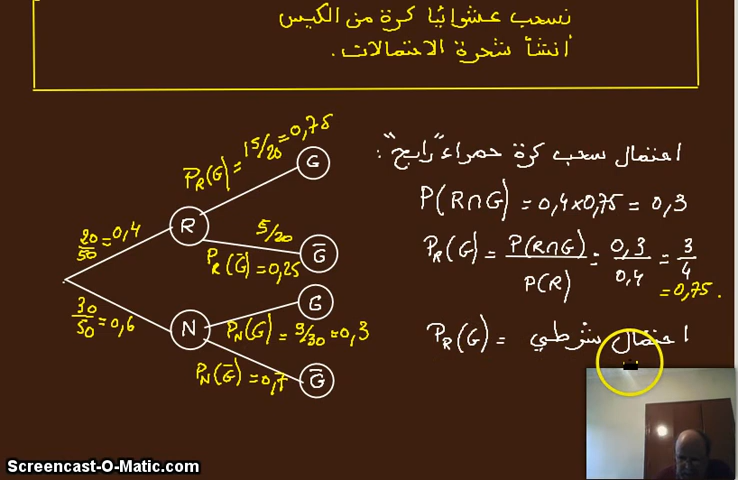 نسحب عشوائيا كرة من الكيس
أنشأ شجرة الاحتمالات.
احتمال سحب كرة حمراء "رابح":
P(R∩G) = 0,4×0,75 = 0,3
P_R(G) = P(R∩G)/P(R) = 0,3/0,4 = 3/4
=0,75.
P_R(G) = احتمال شرطي
P_R(G) = 15/20 = 0,75
G
20/50 = 0,4
R
5/20
P_R(G̅) = 0,25
G̅
30/50 = 0,6
N
P_N(G) = 9/30 = 0,3
G
P_N(G̅) = 0,7
G̅
Screencast-O-Matic.com